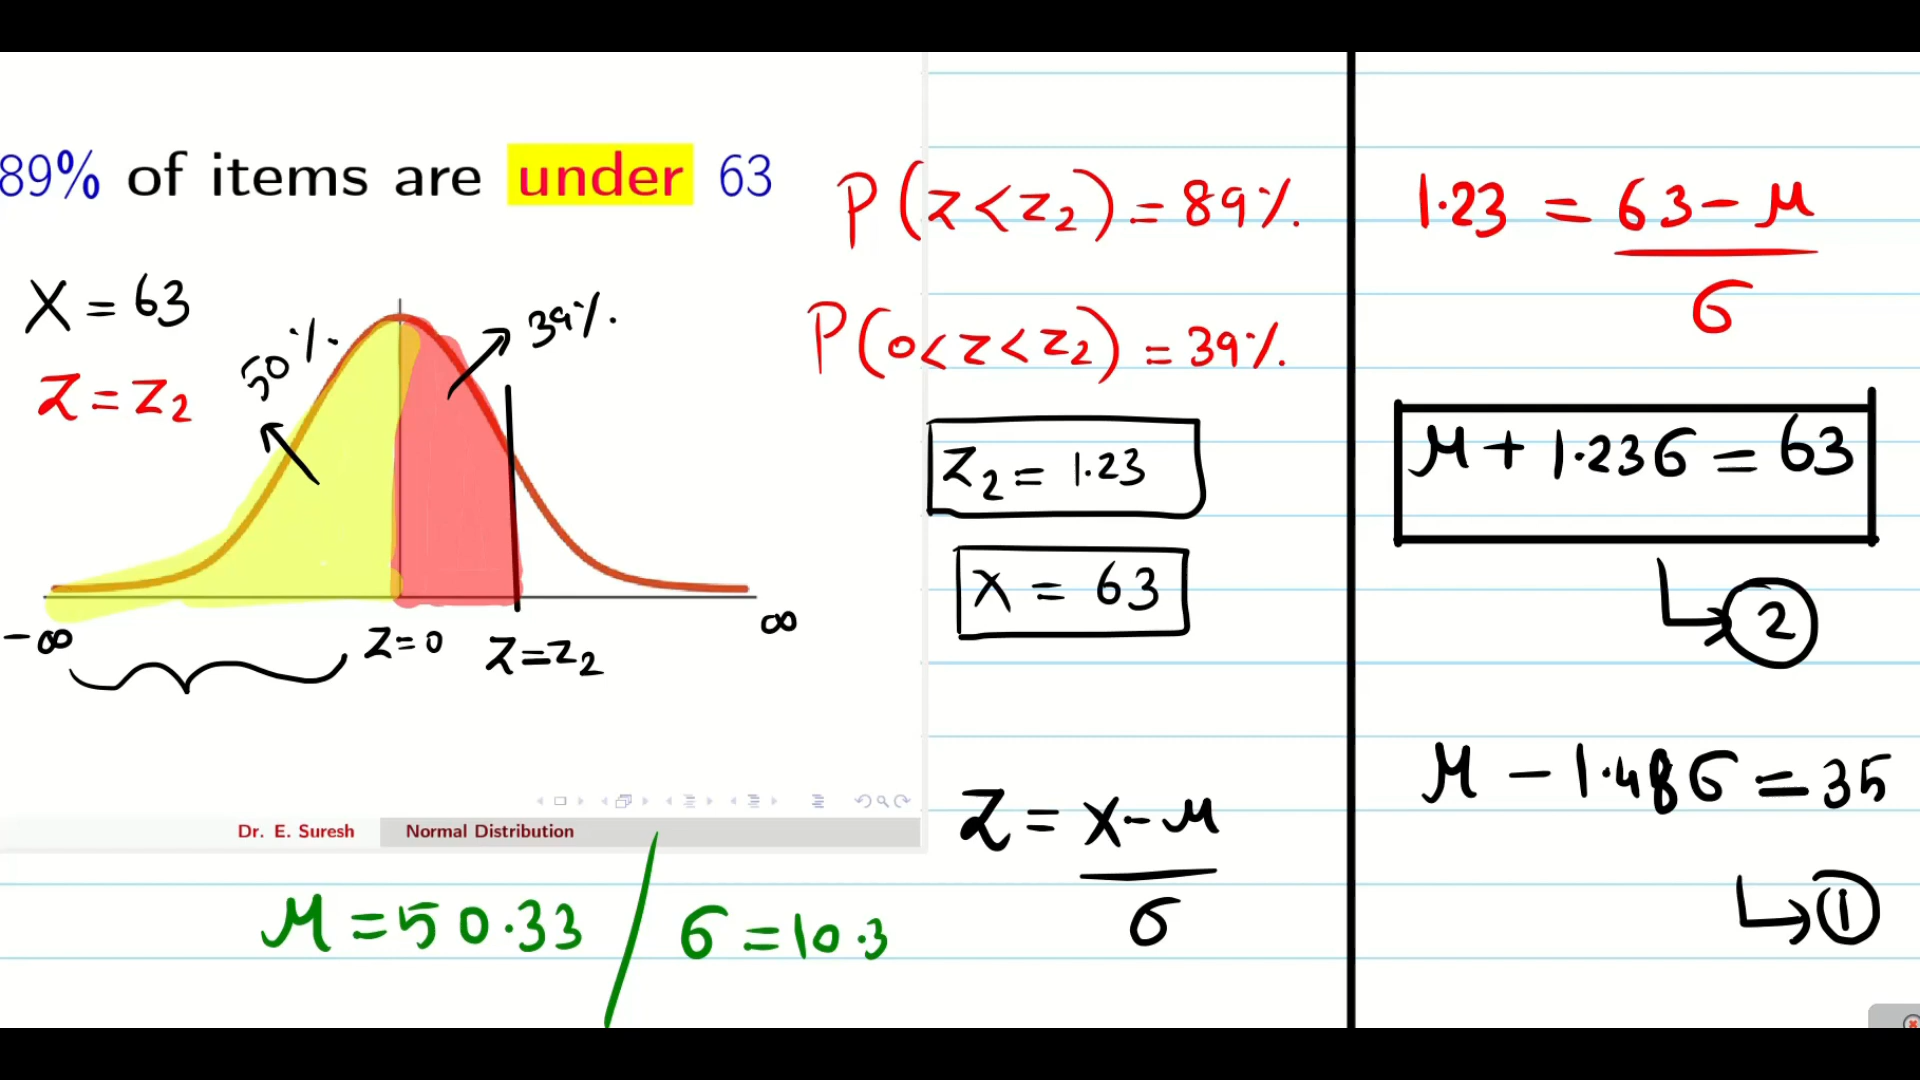 89% of items are under 63
X = 63
Z = Z₂
50%.
39%.
-∞
Z=0
Z=Z₂
∞
Dr. E. Suresh Normal Distribution
μ = 50.33 / σ = 10.3
P(Z<Z₂) = 89%.
P(0<Z<Z₂) = 39%.
Z₂ = 1.23
X = 63
Z = X-μ
σ
1.23 = 63-μ
σ
μ + 1.23σ = 63
2
μ - 1.48σ = 35
1